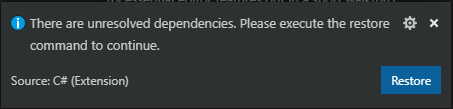 There are unresolved dependencies. Please execute the restore
command to continue.
Source: C# (Extension)
Restore